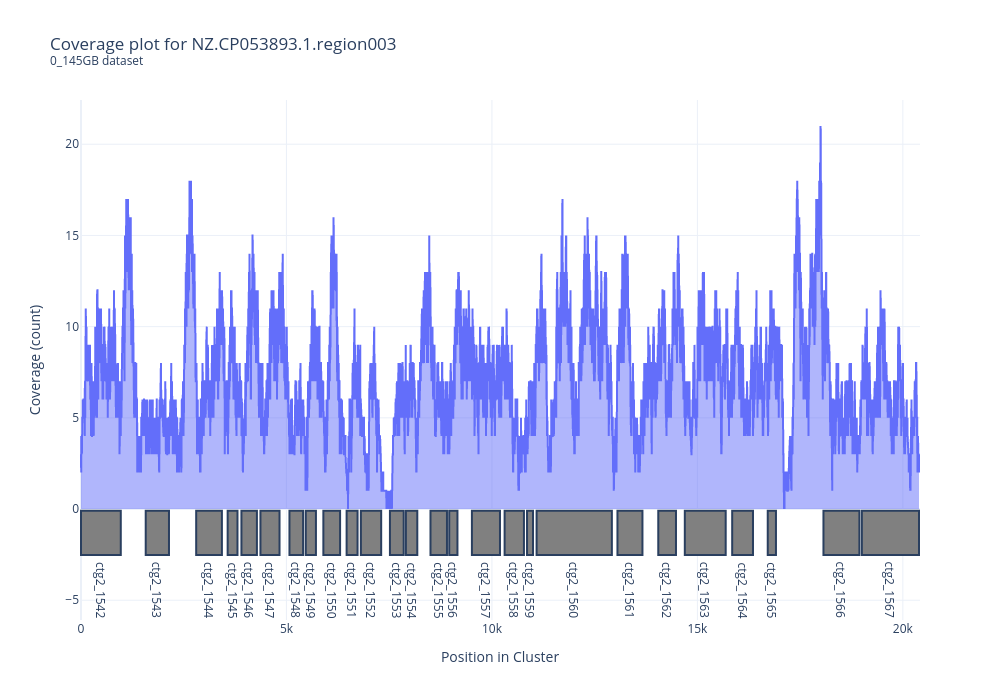 Coverage plot for NZ.CP053893.1.region003
0_145GB dataset
Coverage (count)
20
15
10
5
0
−5
ctg2_1542
ctg2_1543
ctg2_1544
ctg2_1545
ctg2_1546
ctg2_1547
ctg2_1548
ctg2_1549
ctg2_1550
ctg2_1551
ctg2_1552
ctg2_1553
ctg2_1554
ctg2_1555
ctg2_1556
ctg2_1557
ctg2_1558
ctg2_1559
ctg2_1560
ctg2_1561
ctg2_1562
ctg2_1563
ctg2_1564
ctg2_1565
ctg2_1566
ctg2_1567
0
5k
10k
15k
20k
Position in Cluster